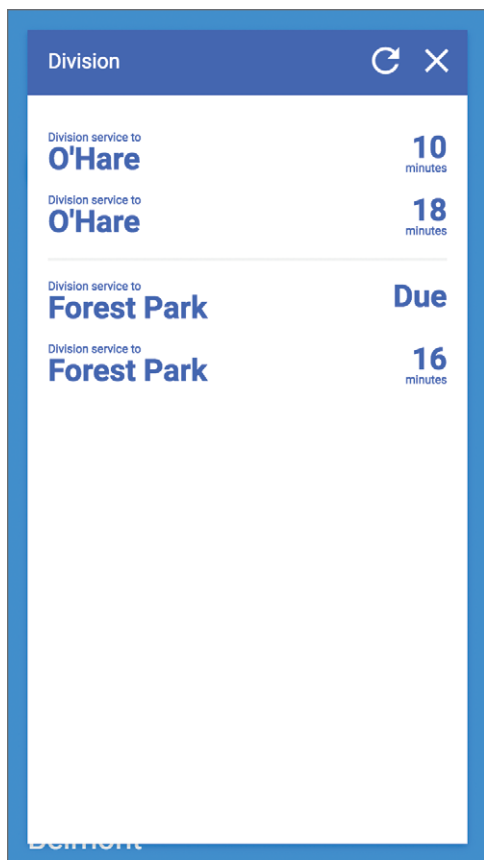 Division
Division service to
O'Hare
10
minutes
Division service to
O'Hare
18
minutes
Division service to
Forest Park
Due
Division service to
Forest Park
16
minutes
Belmont